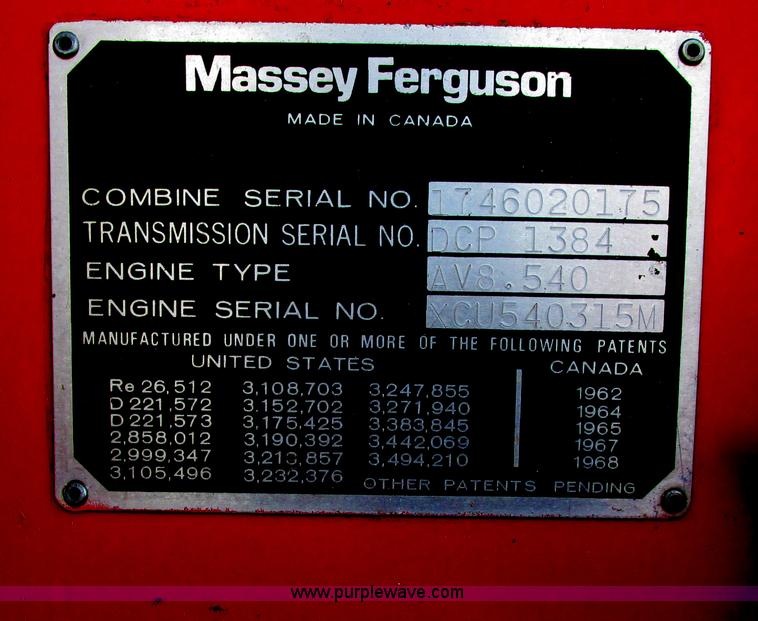 Massey Ferguson
MADE IN CANADA
COMBINE SERIAL NO. 1746020175
TRANSMISSION SERIAL NO. DCP 1384
ENGINE TYPE AV8.540
ENGINE SERIAL NO. XCU540315M
MANUFACTURED UNDER ONE OR MORE OF THE FOLLOWING PATENTS
UNITED STATES CANADA
Re 26,512 3,108,703 3,247,855 1962
D 221,572 3,152,702 3,271,940 1964
D 221,573 3,175,425 3,383,845 1965
2,858,012 3,190,392 3,442,069 1967
2,999,347 3,213,857 3,494,210 1968
3,105,496 3,232,376 OTHER PATENTS PENDING
www.purplewave.com